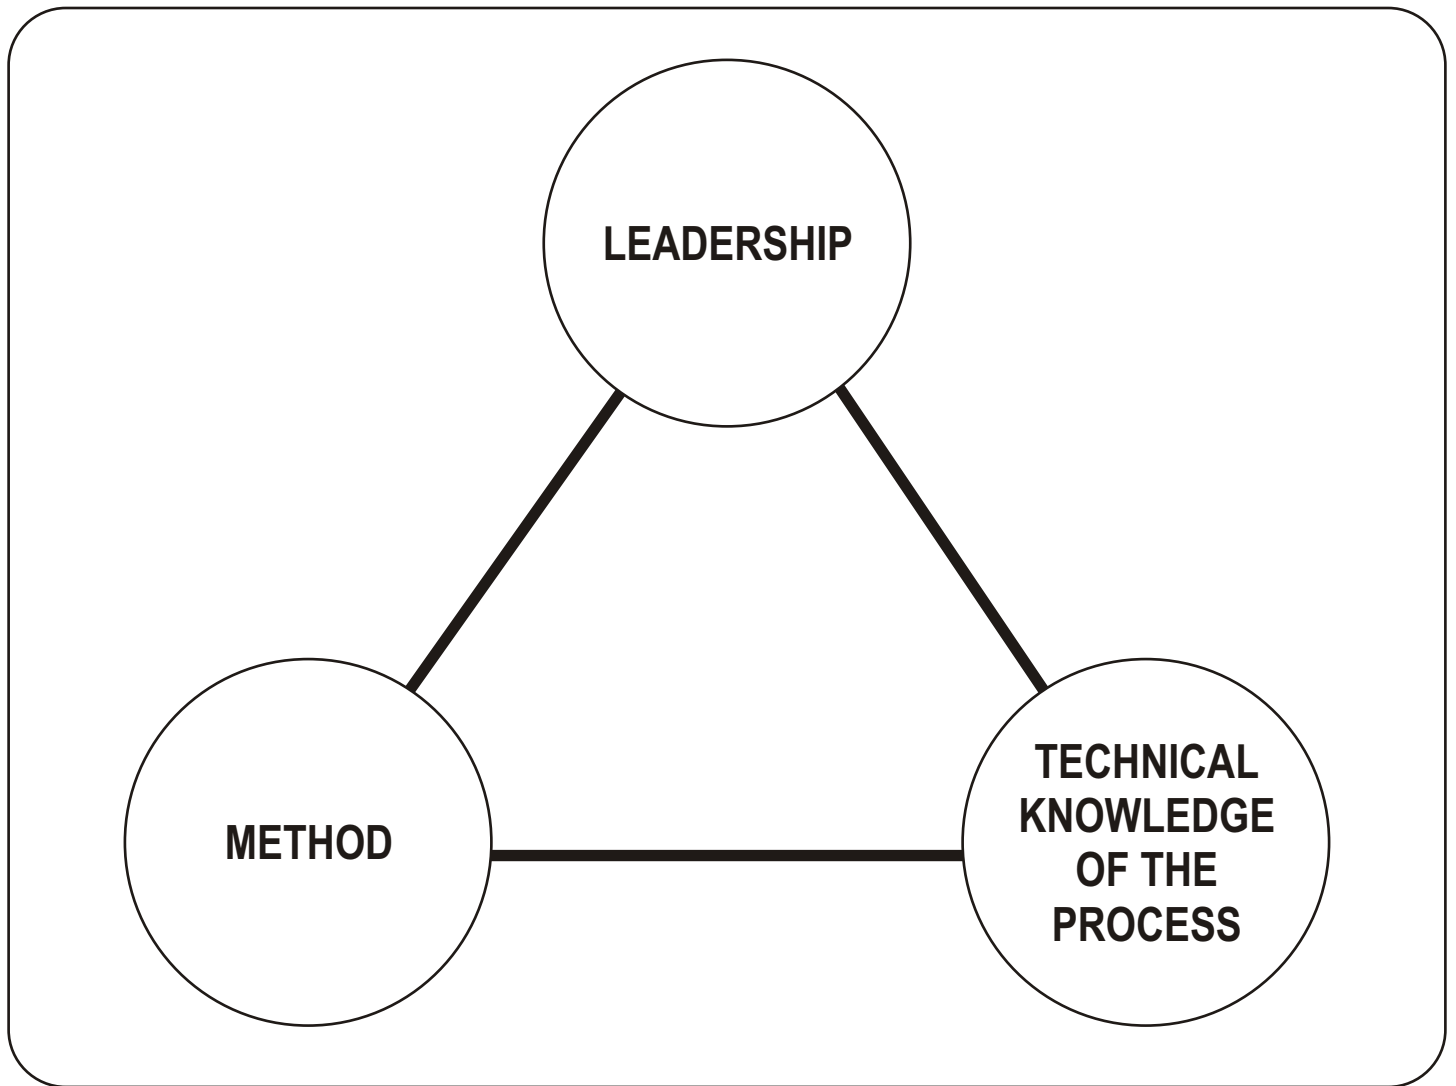 LEADERSHIP
METHOD
TECHNICAL
KNOWLEDGE
OF THE
PROCESS